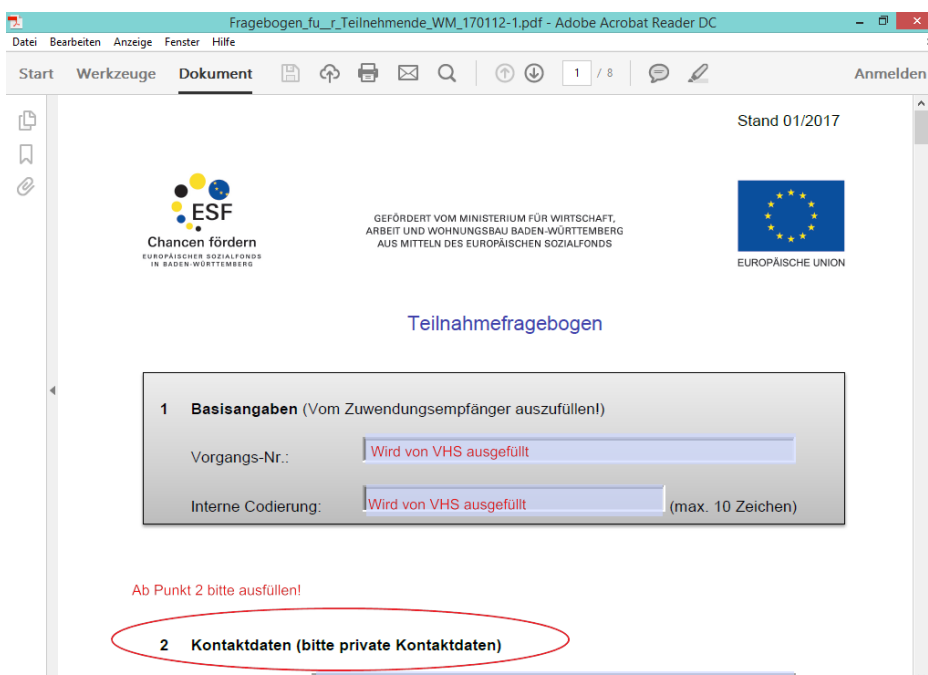 Fragebogen_fu__r_Teilnehmende_WM_170112-1.pdf - Adobe Acrobat Reader DC
Datei Bearbeiten Anzeige Fenster Hilfe
Start Werkzeuge Dokument 1 / 8 Anmelden
Stand 01/2017
ESF
Chancen fördern
EUROPÄISCHER SOZIALFONDS
IN BADEN-WÜRTTEMBERG
GEFÖRDERT VOM MINISTERIUM FÜR WIRTSCHAFT,
ARBEIT UND WOHNUNGSBAU BADEN-WÜRTTEMBERG
AUS MITTELN DES EUROPÄISCHEN SOZIALFONDS
EUROPÄISCHE UNION
Teilnahmefragebogen
1 Basisangaben (Vom Zuwendungsempfänger auszufüllen!)
Vorgangs-Nr.: Wird von VHS ausgefüllt
Interne Codierung: Wird von VHS ausgefüllt (max. 10 Zeichen)
Ab Punkt 2 bitte ausfüllen!
2 Kontaktdaten (bitte private Kontaktdaten)